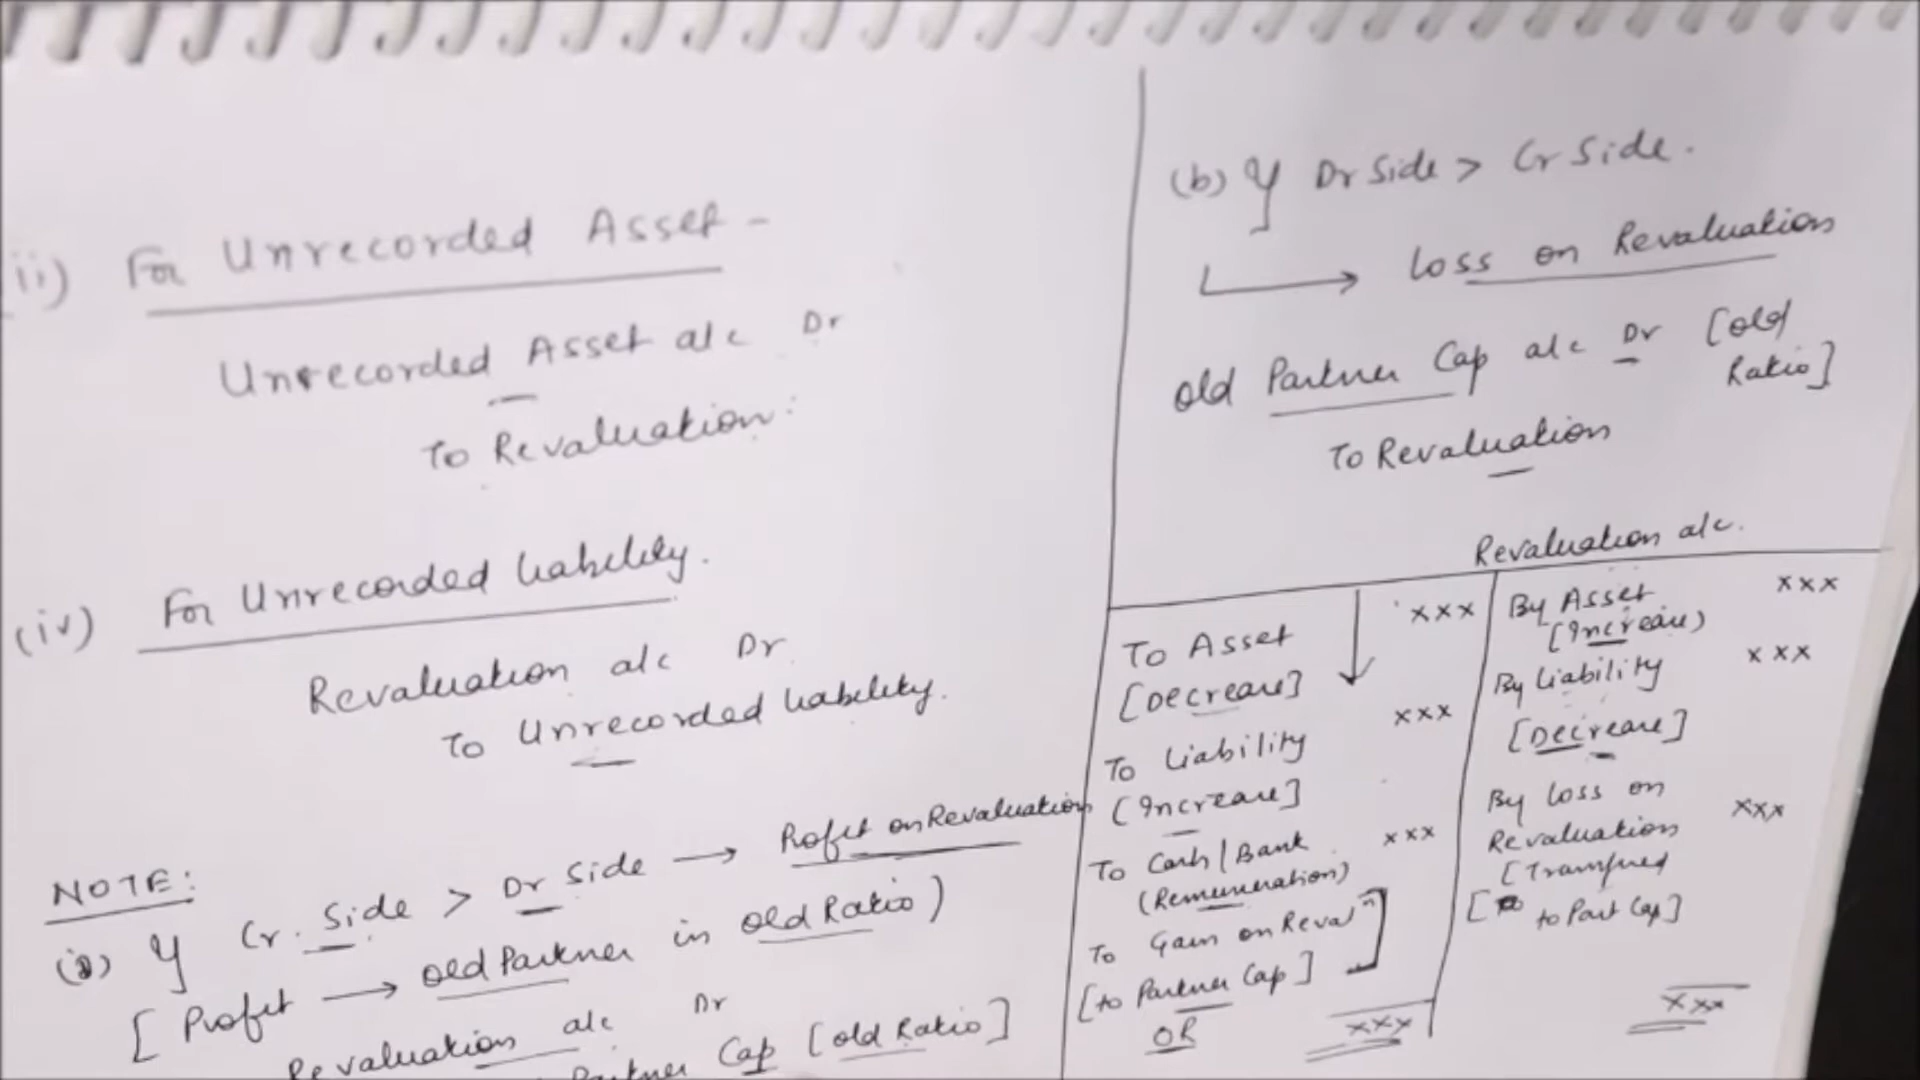 ii) For Unrecorded Asset -
Unrecorded Asset a/c Dr
To Revaluation.
(iv) For Unrecorded liability.
Revaluation a/c Dr
To Unrecorded liability.
NOTE:
If Cr. Side > Dr Side → Profit on Revaluation
[Profit → old Partner in old Ratio)
Revaluation a/c Dr
Partner Cap [old Ratio]
(b) If Dr Side > Cr Side.
→ Loss on Revaluation
old Partner Cap a/c Dr [old
Ratio]
To Revaluation
Revaluation a/c.
To Asset xxx
[Decrease]
To Liability xxx
[Increase]
To Cash/Bank xxx
(Remuneration)
To Gain on Revalⁿ
[to Partner Cap]
OR
xxx
By Asset xxx
[Increase)
By Liability xxx
[Decrease]
By loss on
Revaluation xxx
[Transfered
to Part Cap]
xxx